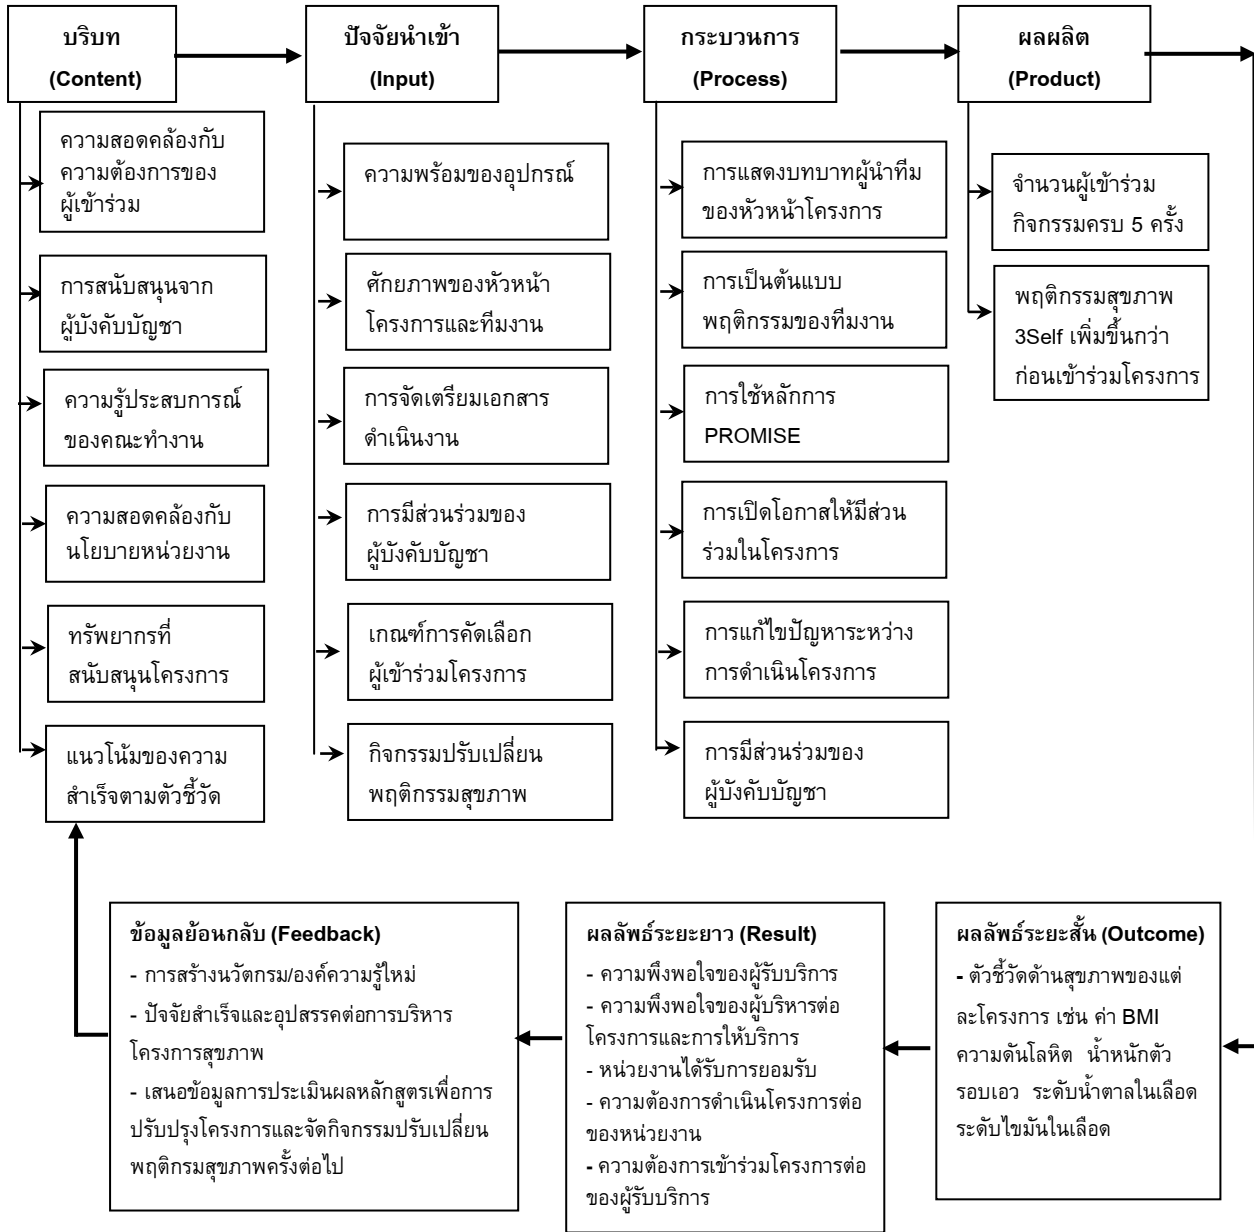 บริบท
(Content)
ปัจจัยนำเข้า
(Input)
กระบวนการ
(Process)
ผลผลิต
(Product)
ความสอดคล้องกับ
ความต้องการของ
ผู้เข้าร่วม
การสนับสนุนจาก
ผู้บังคับบัญชา
ความรู้ประสบการณ์
ของคณะทำงาน
ความสอดคล้องกับ
นโยบายหน่วยงาน
ทรัพยากรที่
สนับสนุนโครงการ
แนวโน้มของความ
สำเร็จตามตัวชี้วัด
ความพร้อมของอุปกรณ์
ศักยภาพของหัวหน้า
โครงการและทีมงาน
การจัดเตรียมเอกสาร
ดำเนินงาน
การมีส่วนร่วมของ
ผู้บังคับบัญชา
เกณฑ์การคัดเลือก
ผู้เข้าร่วมโครงการ
กิจกรรมปรับเปลี่ยน
พฤติกรรมสุขภาพ
การแสดงบทบาทผู้นำทีม
ของหัวหน้าโครงการ
การเป็นต้นแบบ
พฤติกรรมของทีมงาน
การใช้หลักการ
PROMISE
การเปิดโอกาสให้มีส่วน
ร่วมในโครงการ
การแก้ไขปัญหาระหว่าง
การดำเนินโครงการ
การมีส่วนร่วมของ
ผู้บังคับบัญชา
จำนวนผู้เข้าร่วม
กิจกรรมครบ 5 ครั้ง
พฤติกรรมสุขภาพ
3Self เพิ่มขึ้นกว่า
ก่อนเข้าร่วมโครงการ
ข้อมูลย้อนกลับ (Feedback)
- การสร้างนวัตกรม/องค์ความรู้ใหม่
- ปัจจัยสำเร็จและอุปสรรคต่อการบริหาร
โครงการสุขภาพ
- เสนอข้อมูลการประเมินผลหลักสูตรเพื่อการ
ปรับปรุงโครงการและจัดกิจกรรมปรับเปลี่ยน
พฤติกรมสุขภาพครั้งต่อไป
ผลลัพธ์ระยะยาว (Result)
- ความพึงพอใจของผู้รับบริการ
- ความพึงพอใจของผู้บริหารต่อ
โครงการและการให้บริการ
- หน่วยงานได้รับการยอมรับ
- ความต้องการดำเนินโครงการต่อ
ของหน่วยงาน
- ความต้องการเข้าร่วมโครงการต่อ
ของผู้รับบริการ
ผลลัพธ์ระยะสั้น (Outcome)
- ตัวชี้วัดด้านสุขภาพของแต่
ละโครงการ เช่น ค่า BMI
ความดันโลหิต น้ำหนักตัว
รอบเอว ระดับน้ำตาลในเลือด
ระดับไขมันในเลือด